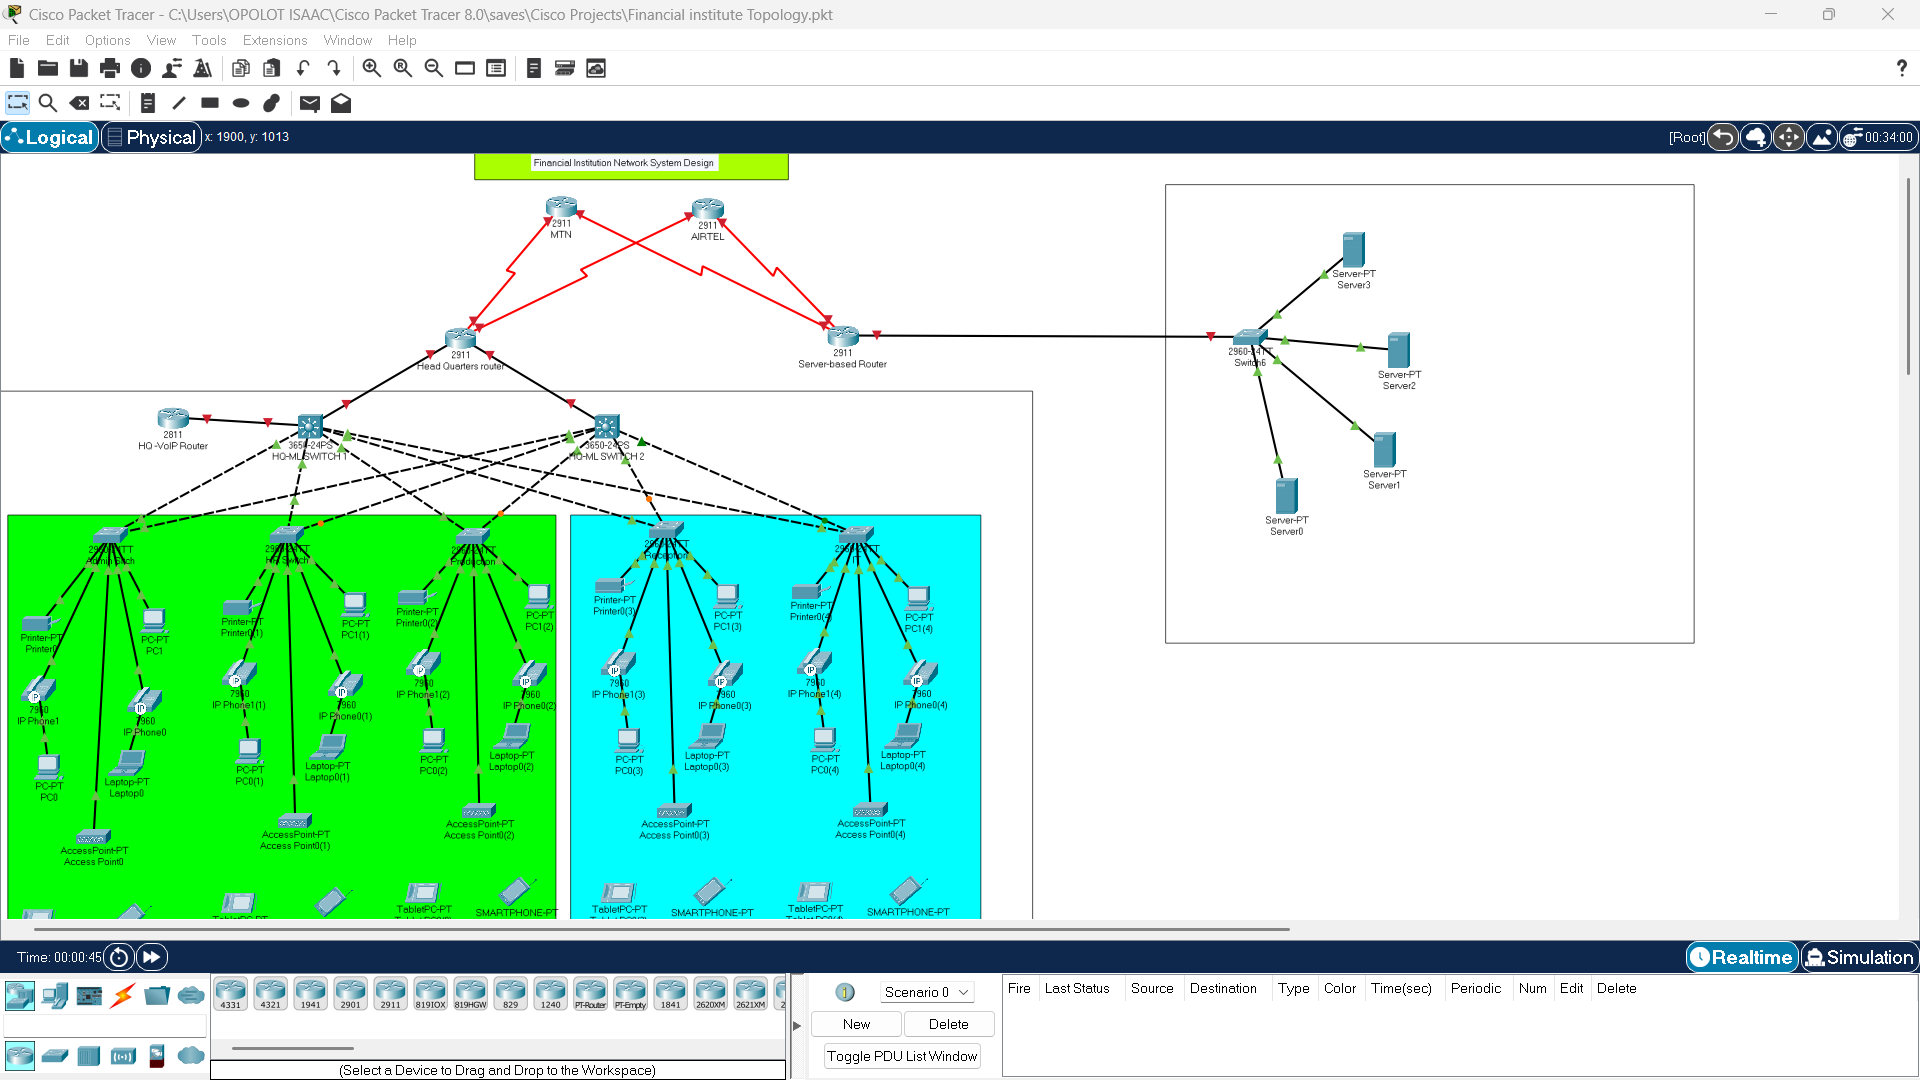 Cisco Packet Tracer - C:\Users\OPOLOT ISAAC\Cisco Packet Tracer 8.0\saves\Cisco Projects\Financial institute Topology.pkt
File Edit Options View Tools Extensions Window Help
?
Logical Physical x: 1900, y: 1013
[Root] 00:34:00
Financial Institution Network System Design
2911
MTN
2911
AIRTEL
2911
Head Quarters router
2911
Server-based Router
2960-24TT
Switch6
Server-PT
Server3
Server-PT
Server2
Server-PT
Server1
Server-PT
Server0
2811
HQ -VoIP Router
3650-24PS
HQ-ML SWITCH 1
3650-24PS
HQ-ML SWITCH 2
2960-24TT
HR Switch
2960-24TT
Production
2960-24TT
Reception
2960-24TT
Printer-PT
Printer0
PC-PT
PC1
7960
IP Phone1
7960
IP Phone0
PC-PT
PC0
Laptop-PT
Laptop0
AccessPoint-PT
Access Point0
Printer-PT
Printer0(1)
PC-PT
PC1(1)
7960
IP Phone1(1)
7960
IP Phone0(1)
PC-PT
PC0(1)
Laptop-PT
Laptop0(1)
AccessPoint-PT
Access Point0(1)
TabletPC-PT
Printer-PT
Printer0(2)
PC-PT
PC1(2)
7960
IP Phone1(2)
7960
IP Phone0(2)
PC-PT
PC0(2)
Laptop-PT
Laptop0(2)
AccessPoint-PT
Access Point0(2)
TabletPC-PT
SMARTPHONE-PT
Printer-PT
Printer0(3)
PC-PT
PC1(3)
7960
IP Phone1(3)
7960
IP Phone0(3)
PC-PT
PC0(3)
Laptop-PT
Laptop0(3)
AccessPoint-PT
Access Point0(3)
TabletPC-PT
SMARTPHONE-PT
Printer-PT
Printer0(4)
PC-PT
PC1(4)
7960
IP Phone1(4)
7960
IP Phone0(4)
PC-PT
PC0(4)
Laptop-PT
Laptop0(4)
AccessPoint-PT
Access Point0(4)
TabletPC-PT
SMARTPHONE-PT
Time: 00:00:45
Realtime Simulation
4331 4321 1941 2901 2911 819IOX 819HGW 829 1240 PT-Router PT-Empty 1841 2620XM 2621XM
(Select a Device to Drag and Drop to the Workspace)
Scenario 0
New Delete
Toggle PDU List Window
Fire Last Status Source Destination Type Color Time(sec) Periodic Num Edit Delete